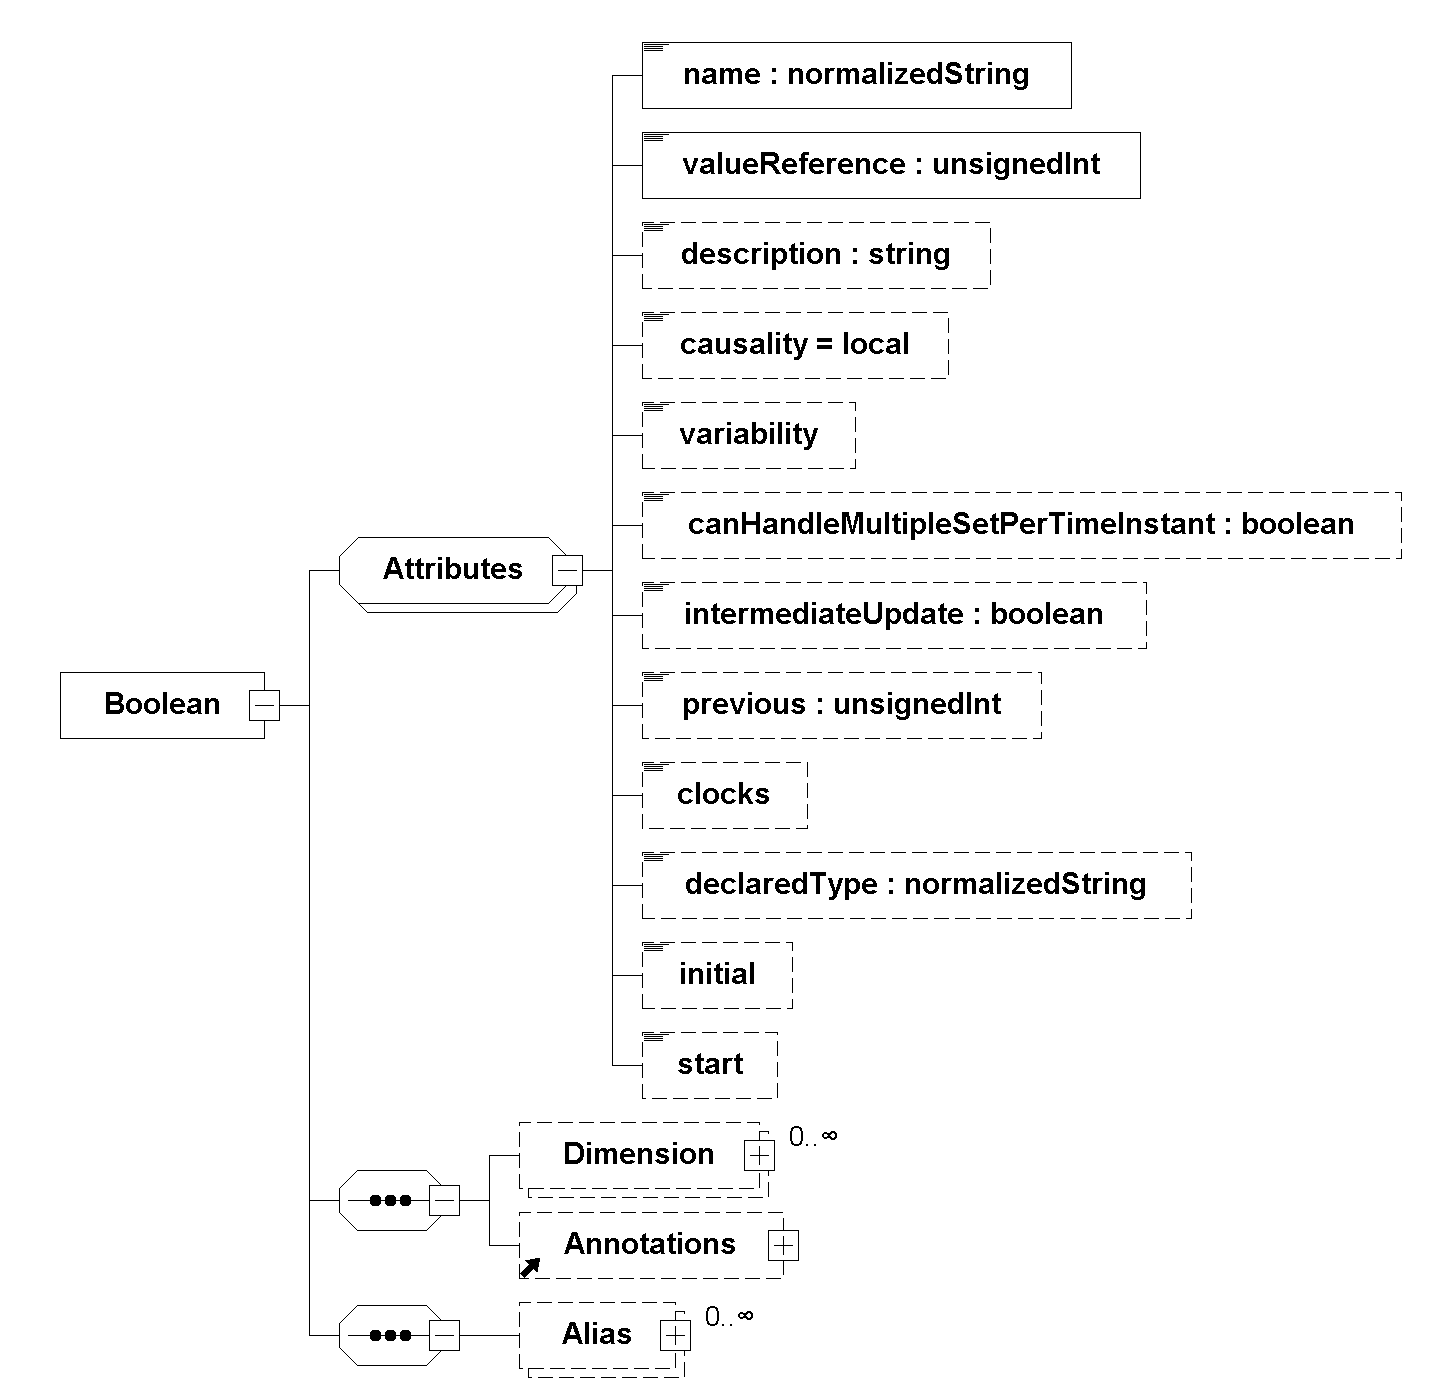 name : normalizedString
valueReference : unsignedInt
description : string
causality = local
variability
canHandleMultipleSetPerTimeInstant : boolean
Attributes
intermediateUpdate : boolean
Boolean
previous : unsignedInt
clocks
declaredType : normalizedString
initial
start
Dimension
0..∞
Annotations
Alias
0..∞